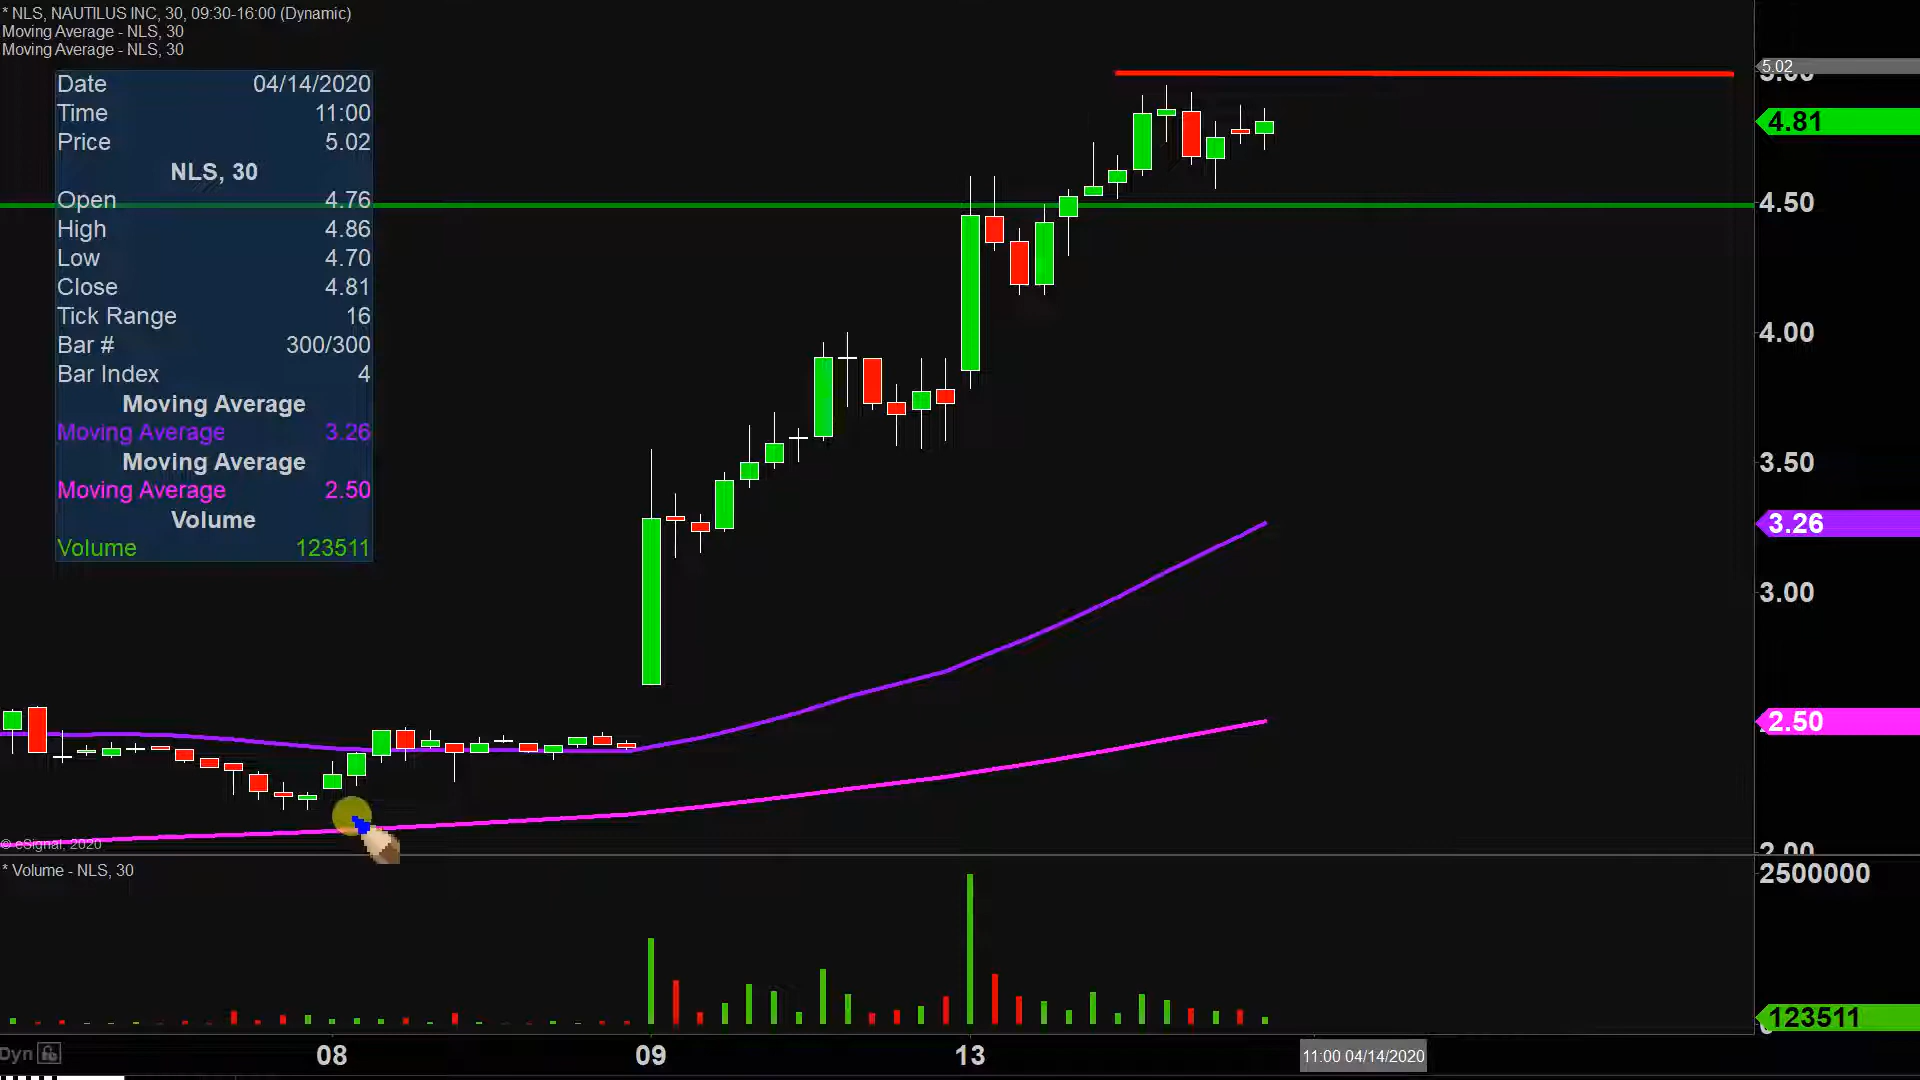 * NLS, NAUTILUS INC, 30, 09:30-16:00 (Dynamic)
Moving Average - NLS, 30
Moving Average - NLS, 30
Date 04/14/2020
Time 11:00
Price 5.02
NLS, 30
Open 4.76
High 4.86
Low 4.70
Close 4.81
Tick Range 16
Bar # 300/300
Bar Index 4
Moving Average
Moving Average 3.26
Moving Average
Moving Average 2.50
Volume
Volume 123511
5.02
5.00
4.81
4.50
4.00
3.50
3.26
3.00
2.50
2.00
© eSignal, 2020
* Volume - NLS, 30
2500000
123511
0
Dyn
08
09
13
11:00 04/14/2020